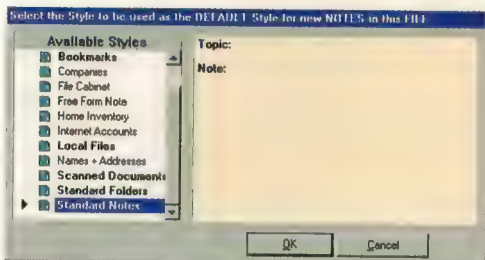 Select the Style to be used as the DEFAULT Style for new NOTES in this FILE
Available Styles
Bookmarks
Companies
File Cabinet
Free Form Note
Home Inventory
Internet Accounts
Local Files
Names + Addresses
Scanned Documents
Standard Folders
Standard Notes
Topic:
Note:
OK
Cancel